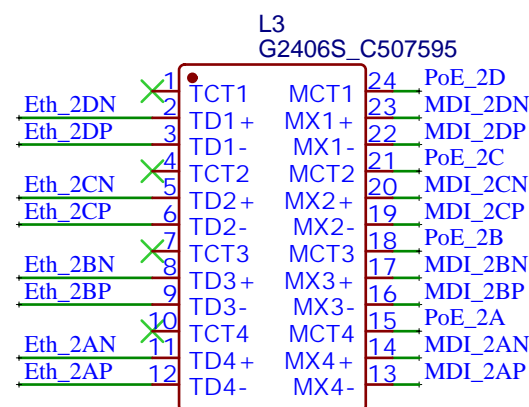 L3
G2406S_C507595
1 TCT1 MCT1 24 PoE_2D
Eth_2DN 2 TD1+ MX1+ 23 MDI_2DN
Eth_2DP 3 TD1- MX1- 22 MDI_2DP
4 TCT2 MCT2 21 PoE_2C
Eth_2CN 5 TD2+ MX2+ 20 MDI_2CN
Eth_2CP 6 TD2- MX2- 19 MDI_2CP
7 TCT3 MCT3 18 PoE_2B
Eth_2BN 8 TD3+ MX3+ 17 MDI_2BN
Eth_2BP 9 TD3- MX3- 16 MDI_2BP
10 TCT4 MCT4 15 PoE_2A
Eth_2AN 11 TD4+ MX4+ 14 MDI_2AN
Eth_2AP 12 TD4- MX4- 13 MDI_2AP